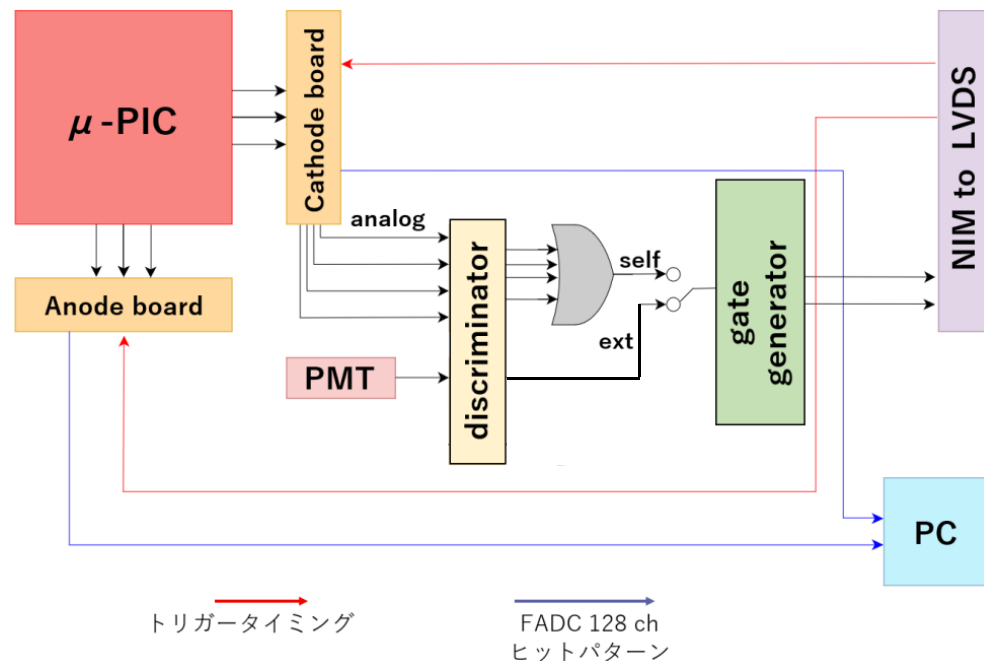 μ-PIC
Cathode board
NIM to LVDS
analog
discriminator
self
ext
gate
generator
Anode board
PMT
PC
トリガータイミング
FADC 128 ch
ヒットパターン